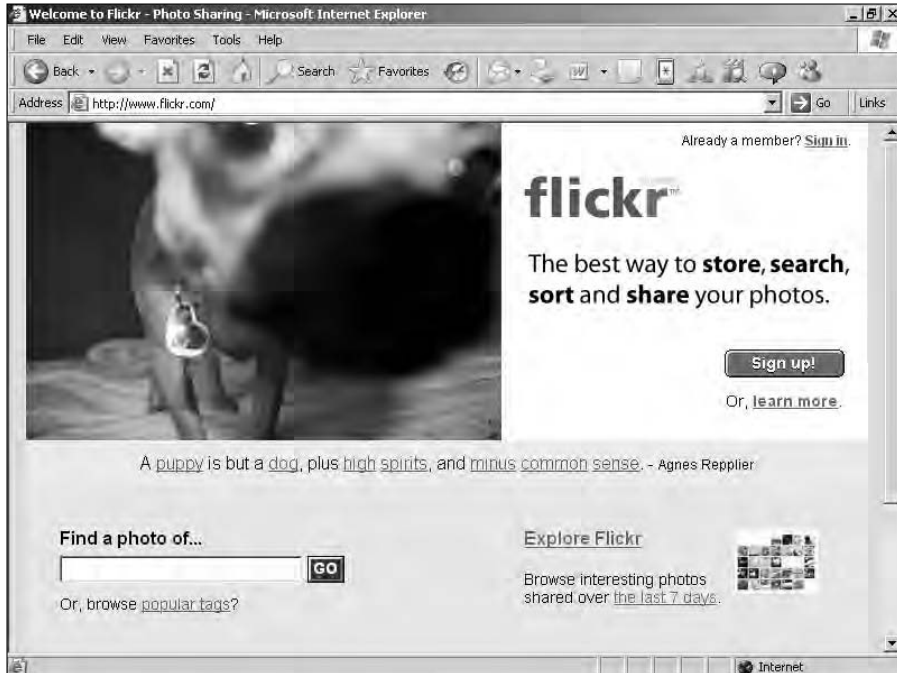 Welcome to Flickr - Photo Sharing - Microsoft Internet Explorer
File Edit View Favorites Tools Help
Back Search Favorites
Address http://www.flickr.com/ Go Links
Already a member? Sign in.
flickr™
The best way to store, search,
sort and share your photos.
Sign up!
Or, learn more.
A puppy is but a dog, plus high spirits, and minus common sense. - Agnes Repplier
Find a photo of...
GO
Or, browse popular tags?
Explore Flickr
Browse interesting photos
shared over the last 7 days.
Internet